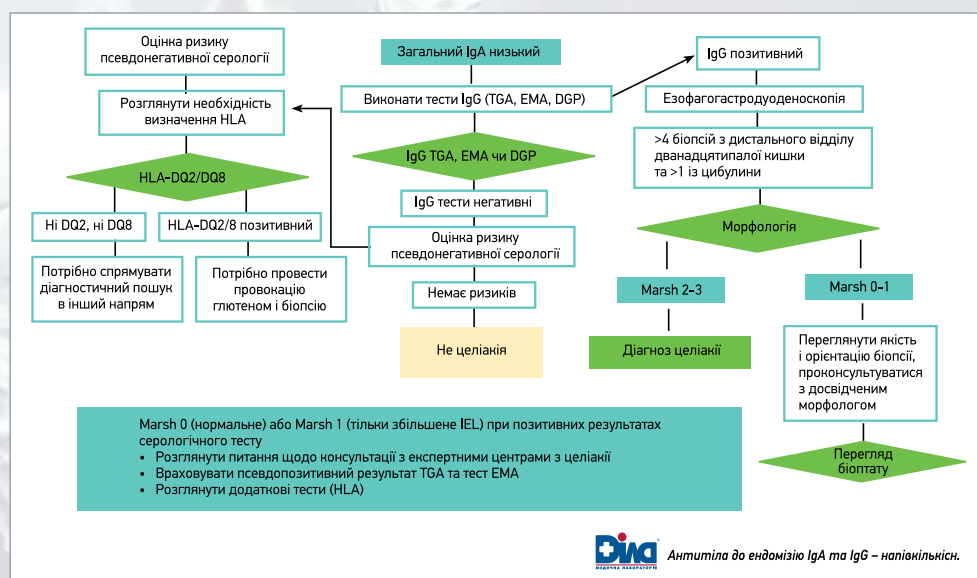 Оцінка ризику
псевдонегативної серології
Розглянути необхідність
визначення HLA
HLA-DQ2/DQ8
Ні DQ2, ні DQ8
HLA-DQ2/8 позитивний
Потрібно спрямувати
діагностичний пошук
в інший напрям
Потрібно провести
провокацію
глютеном і біопсію
Загальний IgA низький
Виконати тести IgG (TGA, EMA, DGP)
IgG TGA, EMA чи DGP
IgG тести негативні
Оцінка ризику
псевдонегативної серології
Немає ризиків
Не целіакія
IgG позитивний
Езофагогастродуоденоскопія
>4 біопсій з дистального відділу
дванадцятипалої кишки
та >1 із цибулини
Морфологія
Marsh 2-3
Marsh 0-1
Діагноз целіакії
Переглянути якість
і орієнтацію біопсії,
проконсультуватися
з досвідченим
морфологом
Перегляд
біоптату
Marsh 0 (нормальне) або Marsh 1 (тільки збільшене IEL) при позитивних результатах
серологічного тесту
• Розглянути питання щодо консультації з експертними центрами з целіакії
• Враховувати псевдопозитивний результат TGA та тест EMA
• Розглянути додаткові тести (HLA)
Діла
МЕДИЧНА ЛАБОРАТОРІЯ
Антитіла до ендомізію IgA та IgG – напівкількісн.